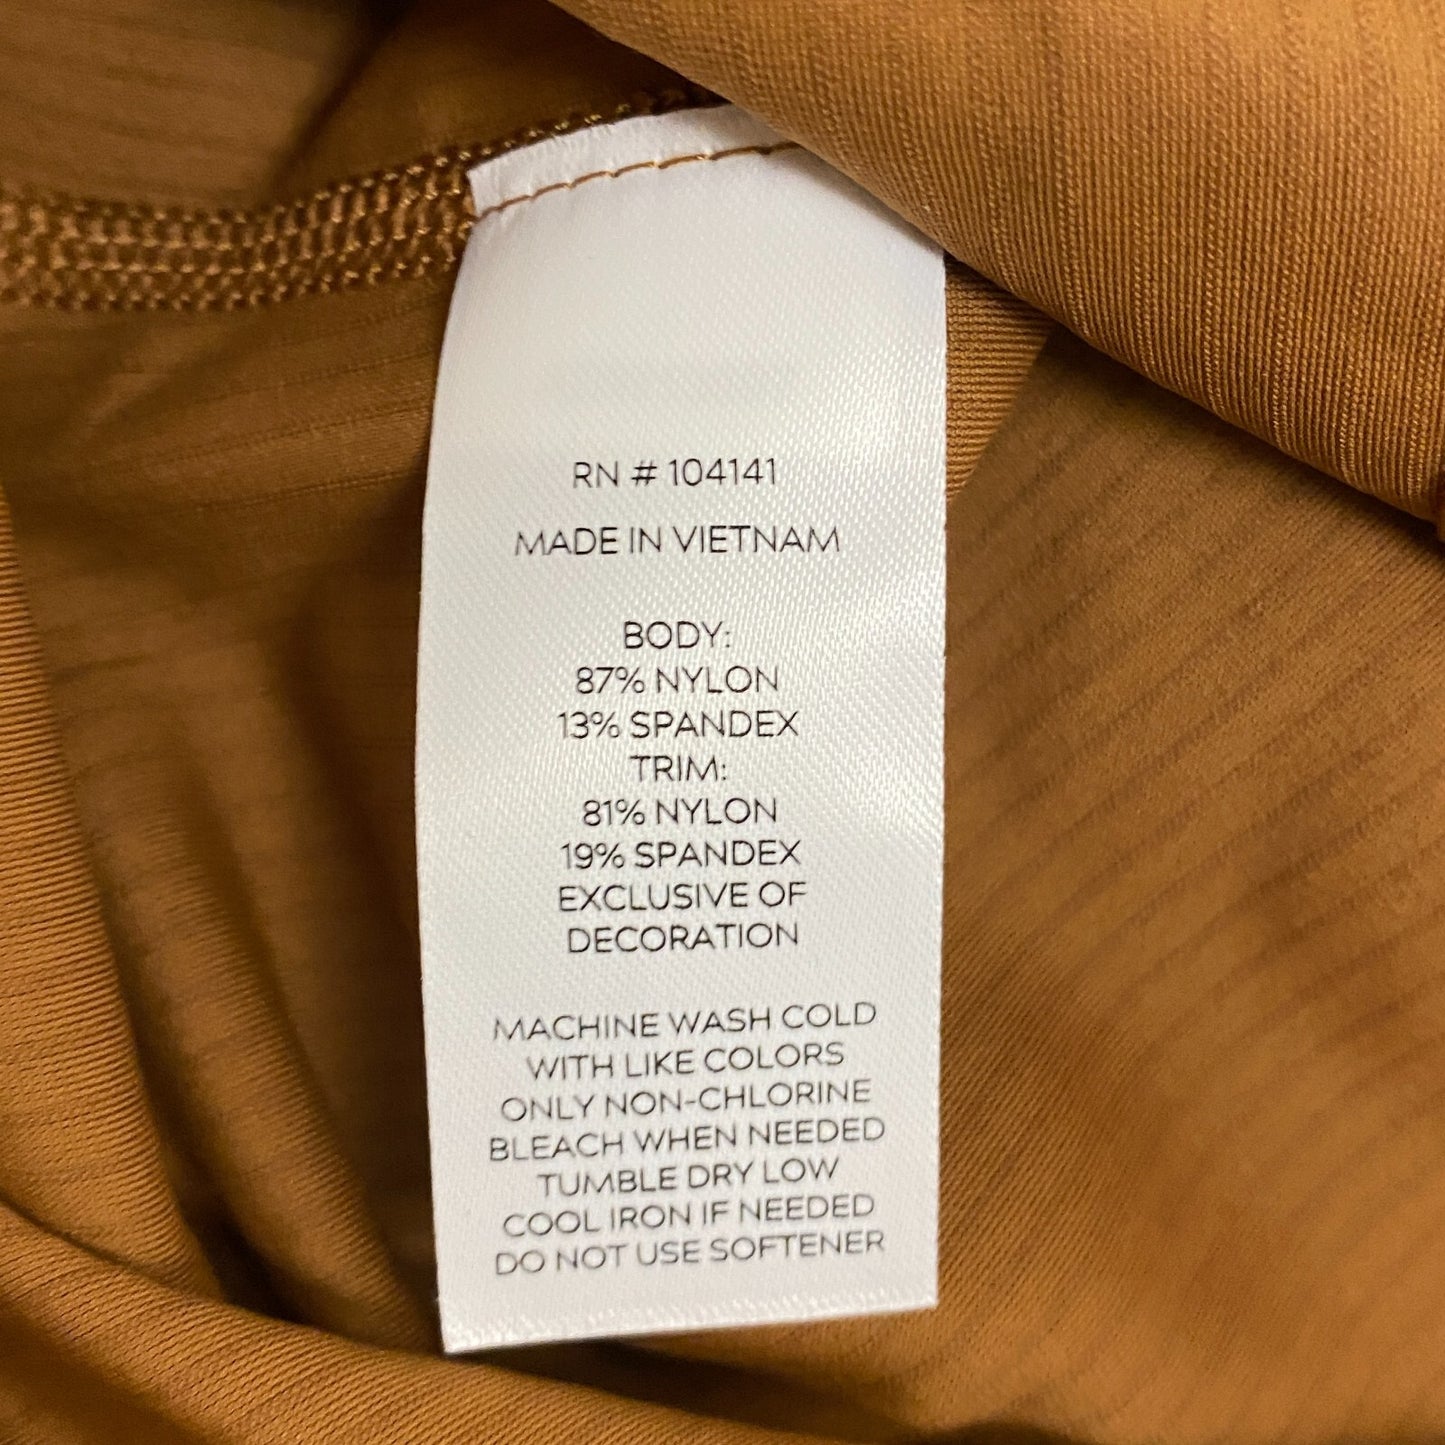 RN # 104141
MADE IN VIETNAM
BODY:
87% NYLON
13% SPANDEX
TRIM:
81% NYLON
19% SPANDEX
EXCLUSIVE OF
DECORATION
MACHINE WASH COLD
WITH LIKE COLORS
ONLY NON-CHLORINE
BLEACH WHEN NEEDED
TUMBLE DRY LOW
COOL IRON IF NEEDED
DO NOT USE SOFTENER